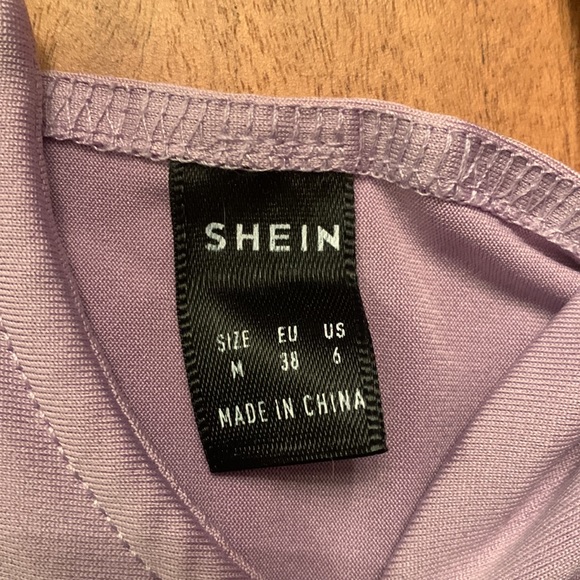 SHEIN
SIZE EU US
M 38 6
MADE IN CHINA